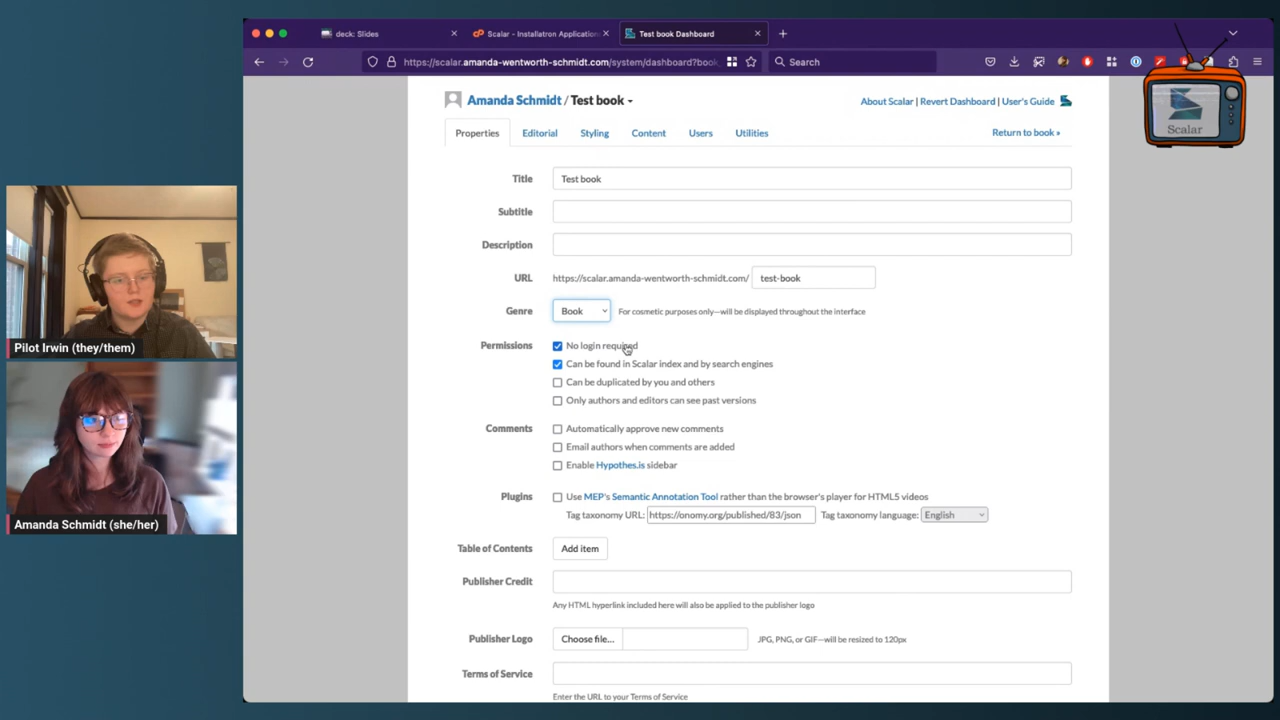 deck: Slides
Scalar - Installatron Application
Test book Dashboard
https://scalar.amanda-wentworth-schmidt.com/system/dashboard?book_
Search
Scalar
Amanda Schmidt / Test book
About Scalar | Revert Dashboard | User's Guide
Properties Editorial Styling Content Users Utilities Return to book »
Title Test book
Subtitle
Description
URL https://scalar.amanda-wentworth-schmidt.com/ test-book
Genre Book For cosmetic purposes only—will be displayed throughout the interface
Permissions No login required
Can be found in Scalar index and by search engines
Can be duplicated by you and others
Only authors and editors can see past versions
Comments Automatically approve new comments
Email authors when comments are added
Enable Hypothes.is sidebar
Plugins Use MEP's Semantic Annotation Tool rather than the browser's player for HTML5 videos
Tag taxonomy URL: https://onomy.org/published/83/json Tag taxonomy language: English
Table of Contents Add item
Publisher Credit
Any HTML hyperlink included here will also be applied to the publisher logo
Publisher Logo Choose file... JPG, PNG, or GIF—will be resized to 120px
Terms of Service
Enter the URL to your Terms of Service
Pilot Irwin (they/them)
Amanda Schmidt (she/her)